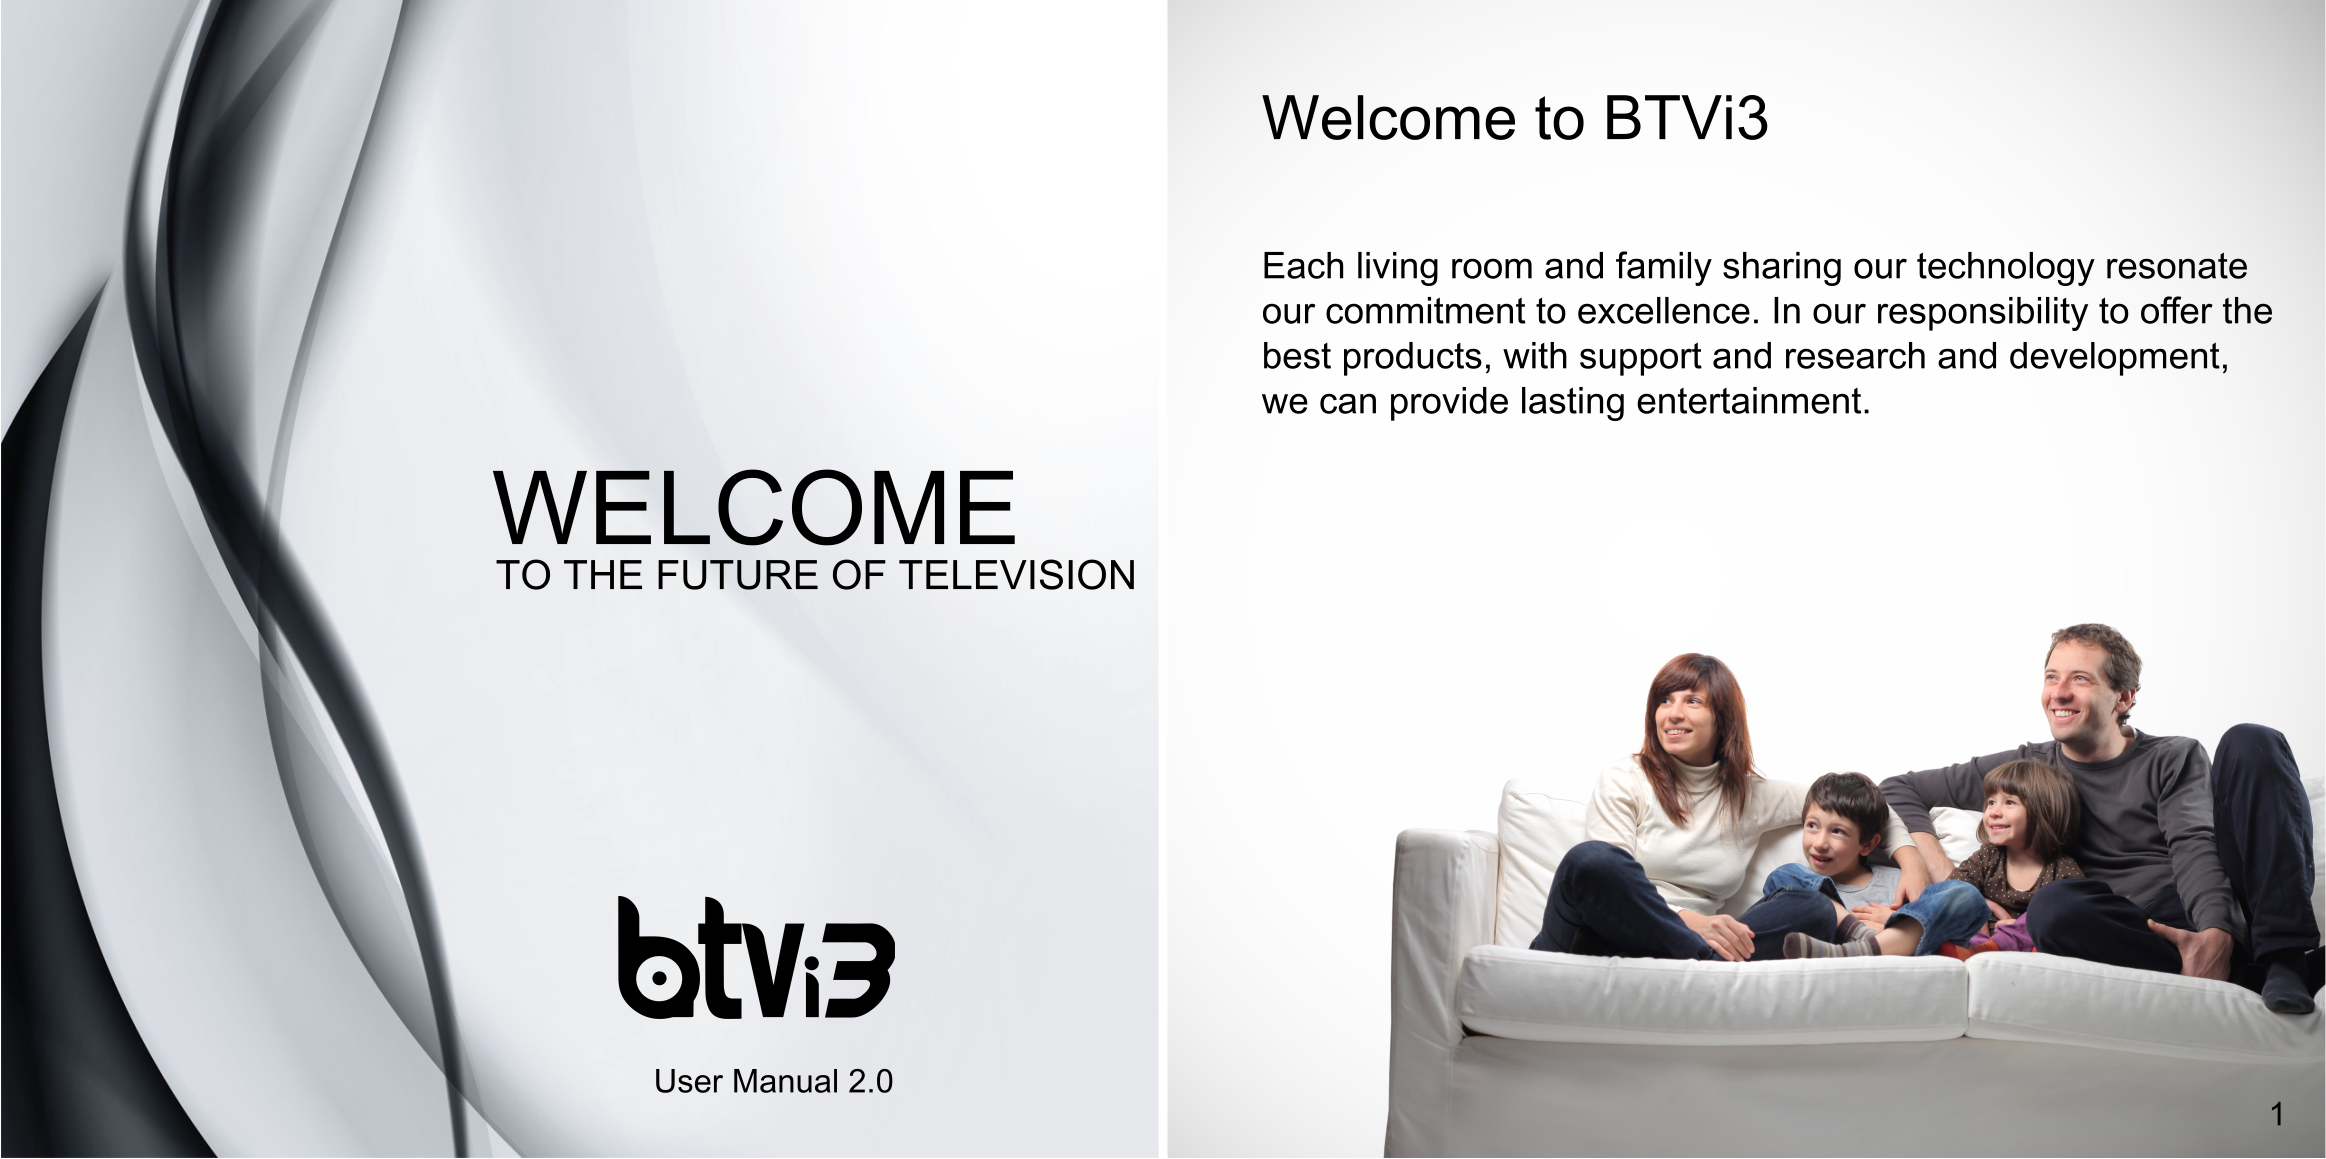 WELCOME
TO THE FUTURE OF TELEVISION
btvi3
User Manual 2.0
Welcome to BTVi3
Each living room and family sharing our technology resonate
our commitment to excellence. In our responsibility to offer the
best products, with support and research and development,
we can provide lasting entertainment.
1